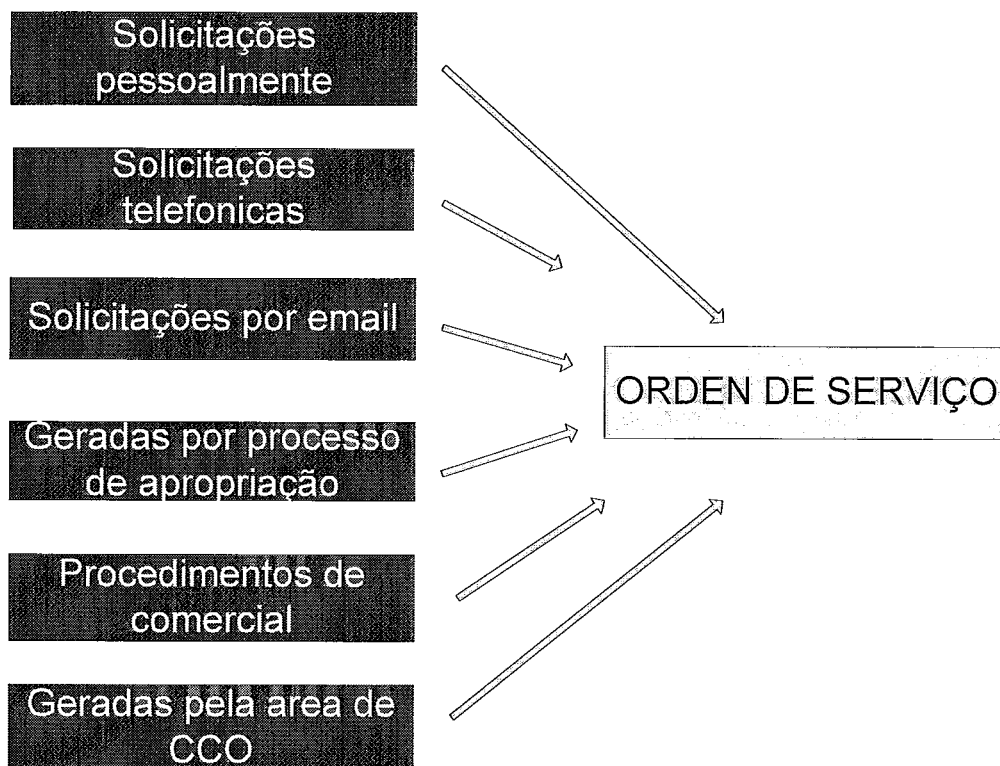 Solicitações
pessoalmente
Solicitações
telefonicas
Solicitações por email
Geradas por processo
de apropriação
Procedimentos de
comercial
Geradas pela area de
CCO
ORDEN DE SERVIÇO